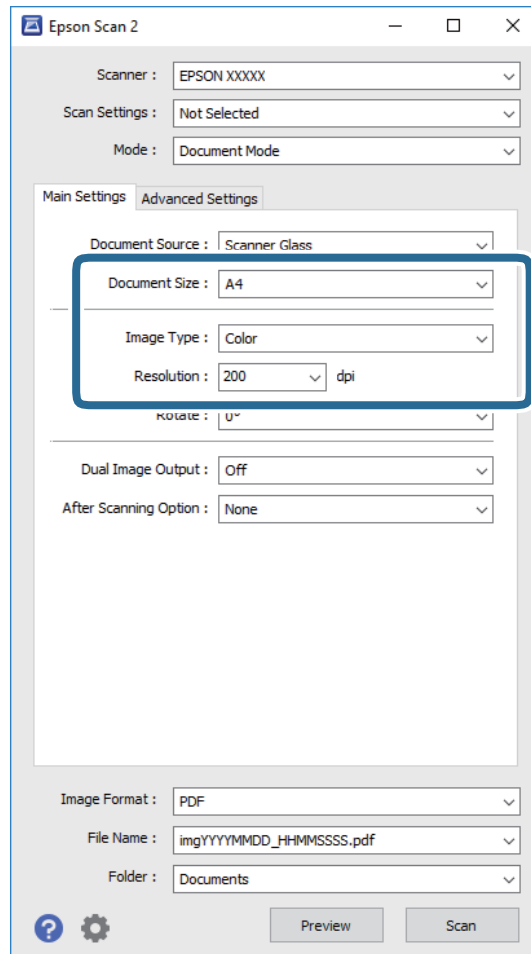 Epson Scan 2
Scanner : EPSON XXXXX
Scan Settings : Not Selected
Mode : Document Mode
Main Settings Advanced Settings
Document Source : Scanner Glass
Document Size : A4
Image Type : Color
Resolution : 200 dpi
Rotate : 0°
Dual Image Output : Off
After Scanning Option : None
Image Format : PDF
File Name : imgYYYYMMDD_HHMMSSSS.pdf
Folder : Documents
? Preview Scan